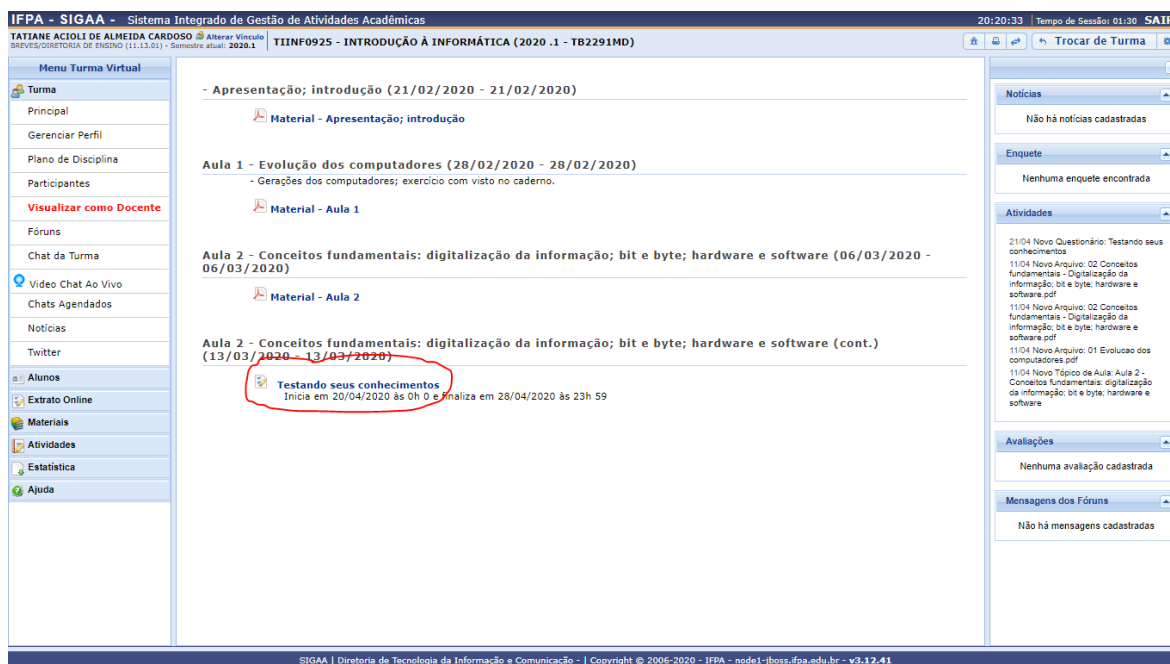 IFPA - SIGAA - Sistema Integrado de Gestão de Atividades Acadêmicas
20:20:33 | Tempo de Sessão: 01:30 SAIR
TATIANE ACIOLI DE ALMEIDA CARDOSO Alterar Vínculo
BREVES/DIRETORIA DE ENSINO (11.13.01) - Semestre atual: 2020.1
TIINF0925 - INTRODUÇÃO À INFORMÁTICA (2020 .1 - TB2291MD)
Trocar de Turma
Menu Turma Virtual
Turma
Principal
Gerenciar Perfil
Plano de Disciplina
Participantes
Visualizar como Docente
Fóruns
Chat da Turma
Video Chat Ao Vivo
Chats Agendados
Notícias
Twitter
Alunos
Extrato Online
Materiais
Atividades
Estatística
Ajuda
- Apresentação; introdução (21/02/2020 - 21/02/2020)
Material - Apresentação; introdução
Aula 1 - Evolução dos computadores (28/02/2020 - 28/02/2020)
- Gerações dos computadores; exercício com visto no caderno.
Material - Aula 1
Aula 2 - Conceitos fundamentais: digitalização da informação; bit e byte; hardware e software (06/03/2020 -
06/03/2020)
Material - Aula 2
Aula 2 - Conceitos fundamentais: digitalização da informação; bit e byte; hardware e software (cont.)
(13/03/2020 - 13/03/2020)
Testando seus conhecimentos
Inicia em 20/04/2020 às 0h 0 e finaliza em 28/04/2020 às 23h 59
Notícias
Não há notícias cadastradas
Enquete
Nenhuma enquete encontrada
Atividades
21/04 Novo Questionário: Testando seus
conhecimentos
11/04 Novo Arquivo: 02 Conceitos
fundamentais - Digitalização da
informação; bit e byte; hardware e
software.pdf
11/04 Novo Arquivo: 02 Conceitos
fundamentais - Digitalização da
informação; bit e byte; hardware e
software.pdf
11/04 Novo Arquivo: 01 Evolucao dos
computadores.pdf
11/04 Novo Tópico de Aula: Aula 2 -
Conceitos fundamentais: digitalização
da informação; bit e byte; hardware e
software
Avaliações
Nenhuma avaliação cadastrada
Mensagens dos Fóruns
Não há mensagens cadastradas
SIGAA | Diretoria de Tecnologia da Informação e Comunicação - | Copyright © 2006-2020 - IFPA - node1-jboss.ifpa.edu.br - v3.12.41